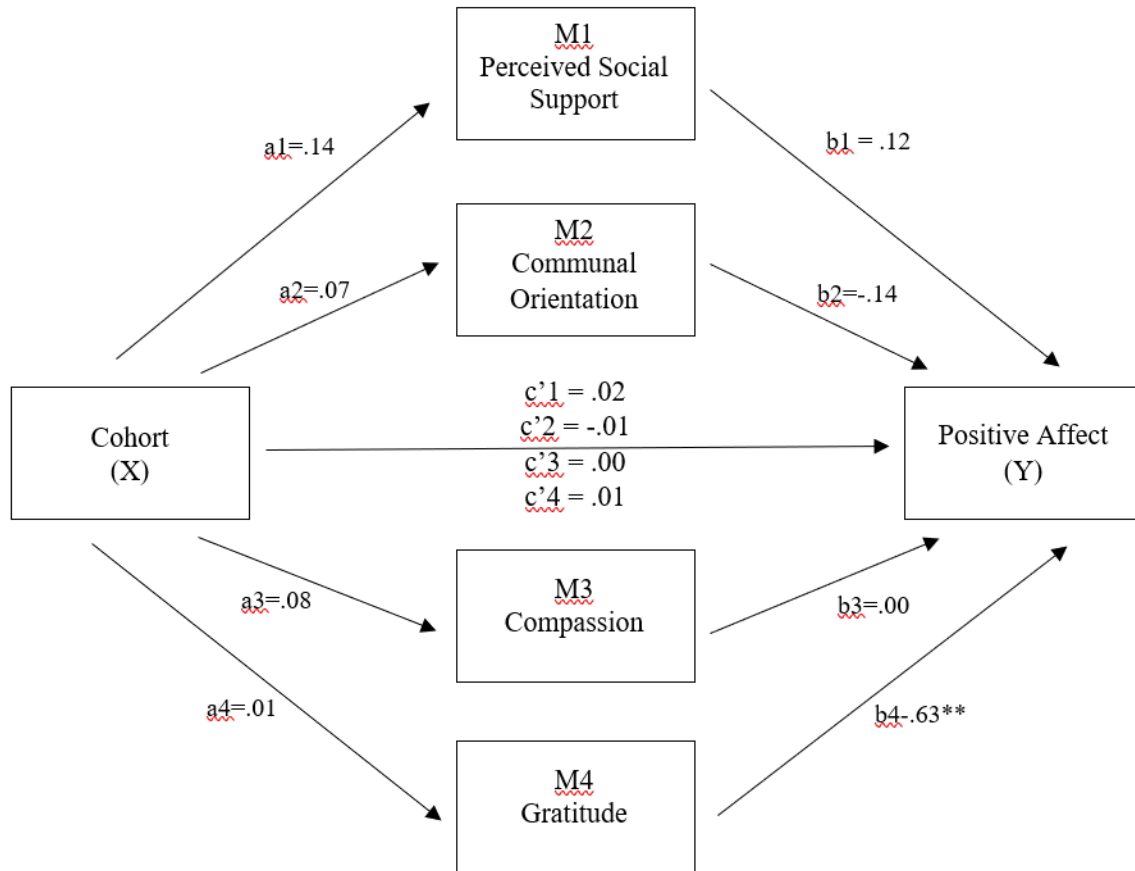 M1
Perceived Social
Support
a1=.14
b1 = .12
M2
Communal
Orientation
a2=.07
b2=-.14
Cohort
(X)
c’1 = .02
c’2 = -.01
c’3 = .00
c’4 = .01
Positive Affect
(Y)
M3
Compassion
a3=.08
b3=.00
a4=.01
b4-.63**
M4
Gratitude